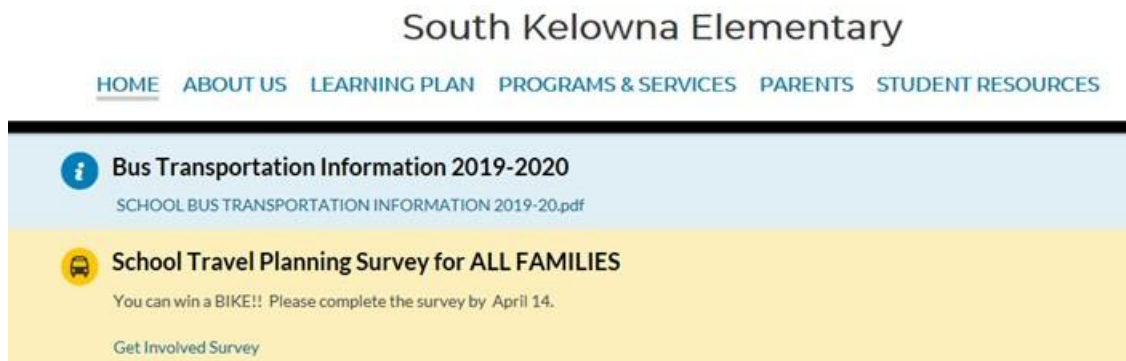 South Kelowna Elementary
HOME ABOUT US LEARNING PLAN PROGRAMS & SERVICES PARENTS STUDENT RESOURCES
i Bus Transportation Information 2019-2020
SCHOOL BUS TRANSPORTATION INFORMATION 2019-20.pdf
School Travel Planning Survey for ALL FAMILIES
You can win a BIKE!! Please complete the survey by April 14.
Get Involved Survey